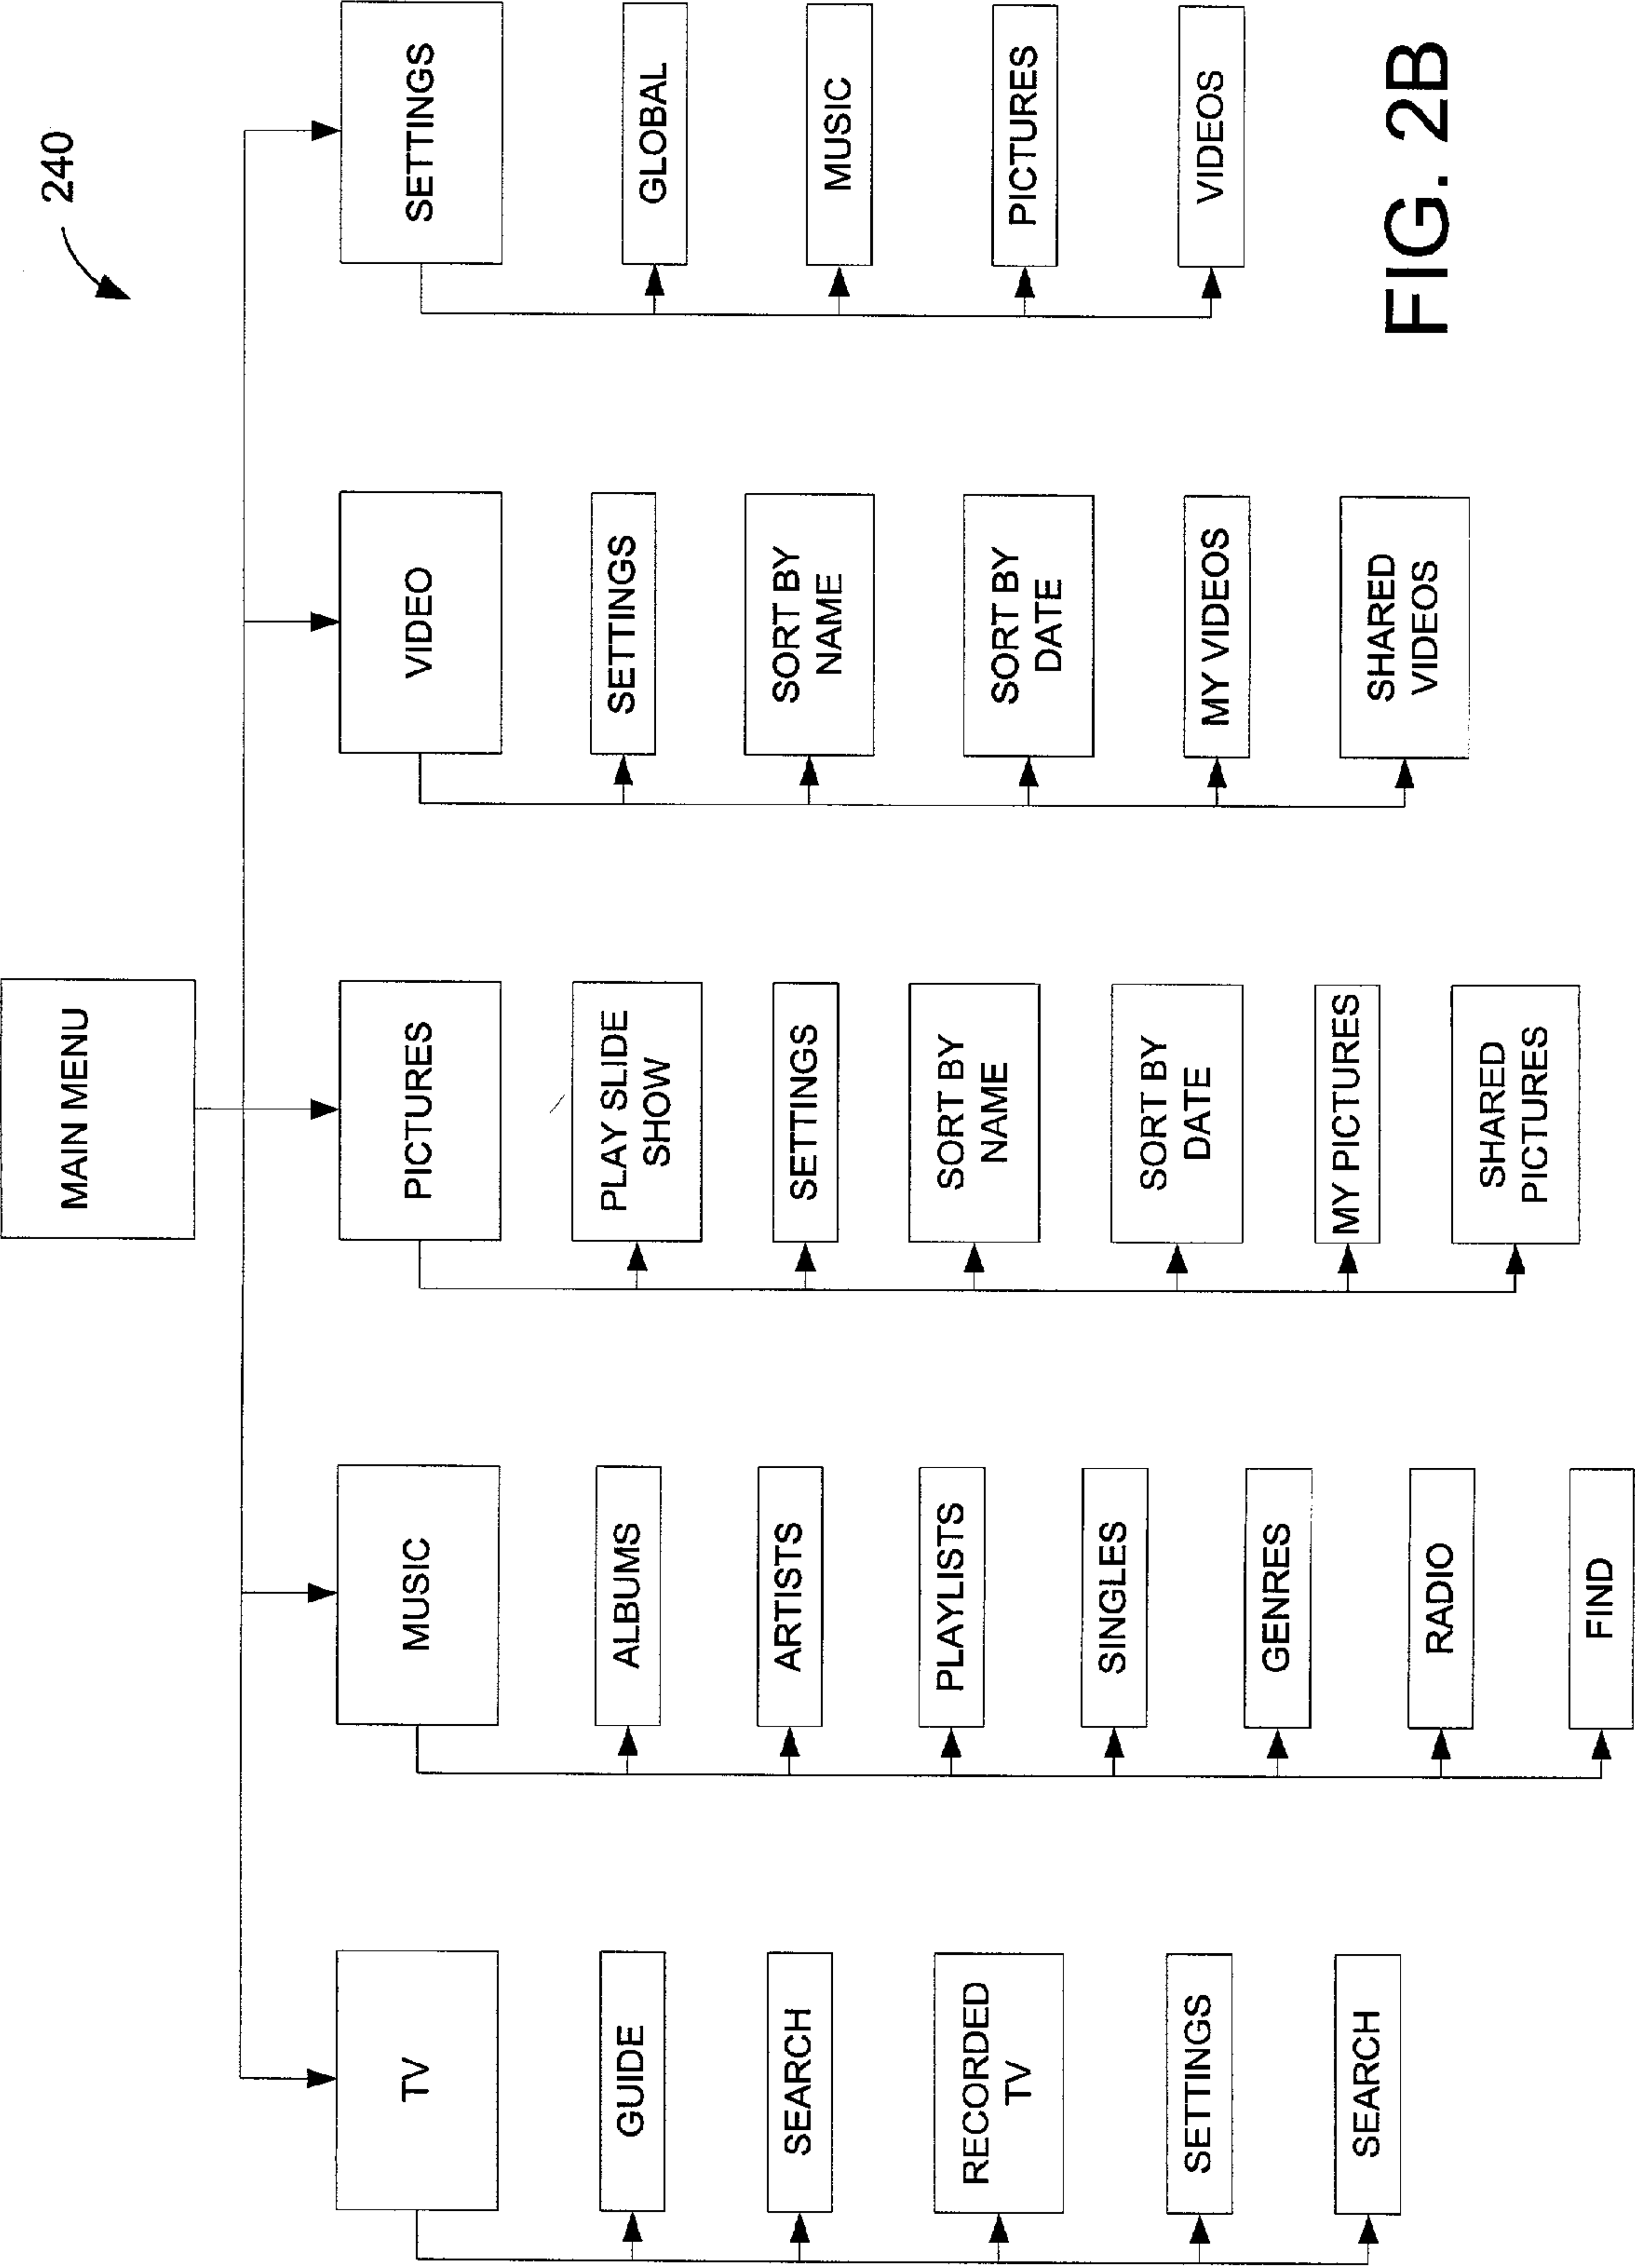 240
MAIN MENU
TV
GUIDE
SEARCH
RECORDED
TV
SETTINGS
SEARCH
MUSIC
ALBUMS
ARTISTS
PLAYLISTS
SINGLES
GENRES
RADIO
FIND
PICTURES
PLAY SLIDE
SHOW
SETTINGS
SORT BY
NAME
SORT BY
DATE
MY PICTURES
SHARED
PICTURES
VIDEO
SETTINGS
SORT BY
NAME
SORT BY
DATE
MY VIDEOS
SHARED
VIDEOS
SETTINGS
GLOBAL
MUSIC
PICTURES
VIDEOS
FIG. 2B